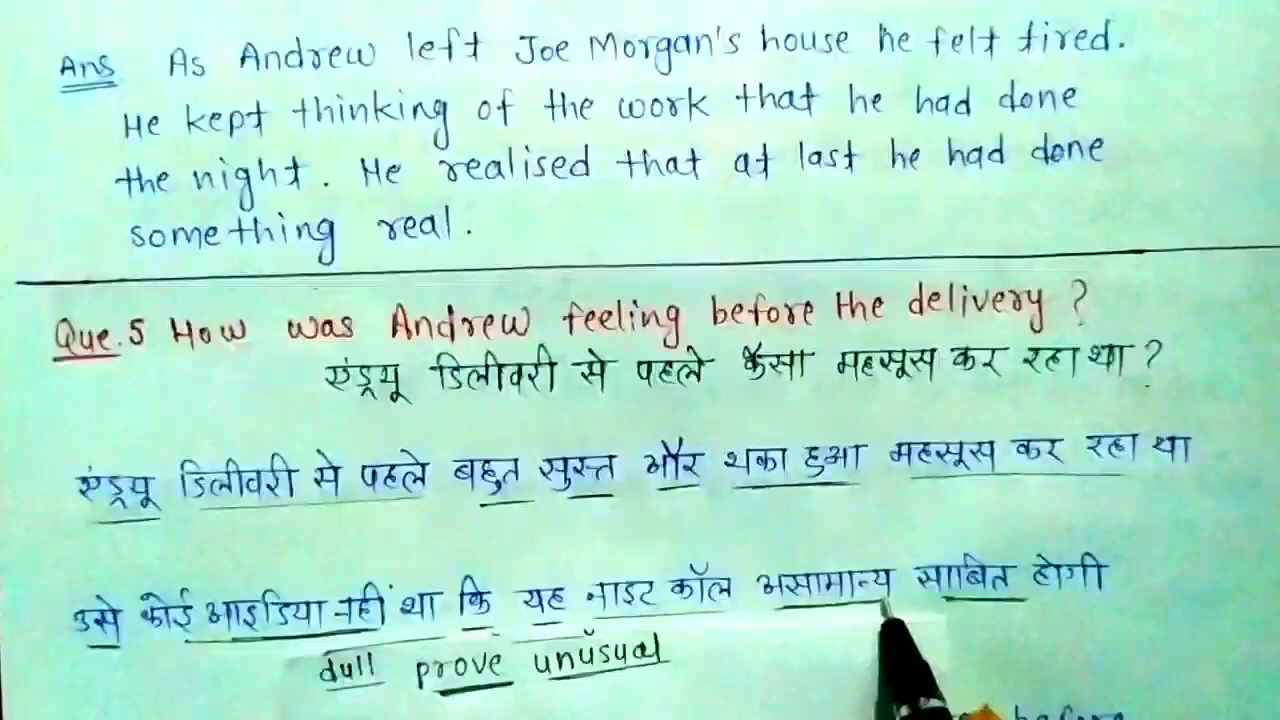 Ans As Andrew left Joe Morgan's house he felt tired.
He kept thinking of the work that he had done
the night. He realised that at last he had done
something real.
Que.5 How was Andrew feeling before the delivery ?
एंड्रयू डिलीवरी से पहले कैसा महसूस कर रहा था ?
एंड्रयू डिलीवरी से पहले बहुत सुस्त और थका हुआ महसूस कर रहा था
उसे कोई आइडिया नहीं था कि यह नाइट कॉल असामान्य साबित होगी
dull prove unusual
before